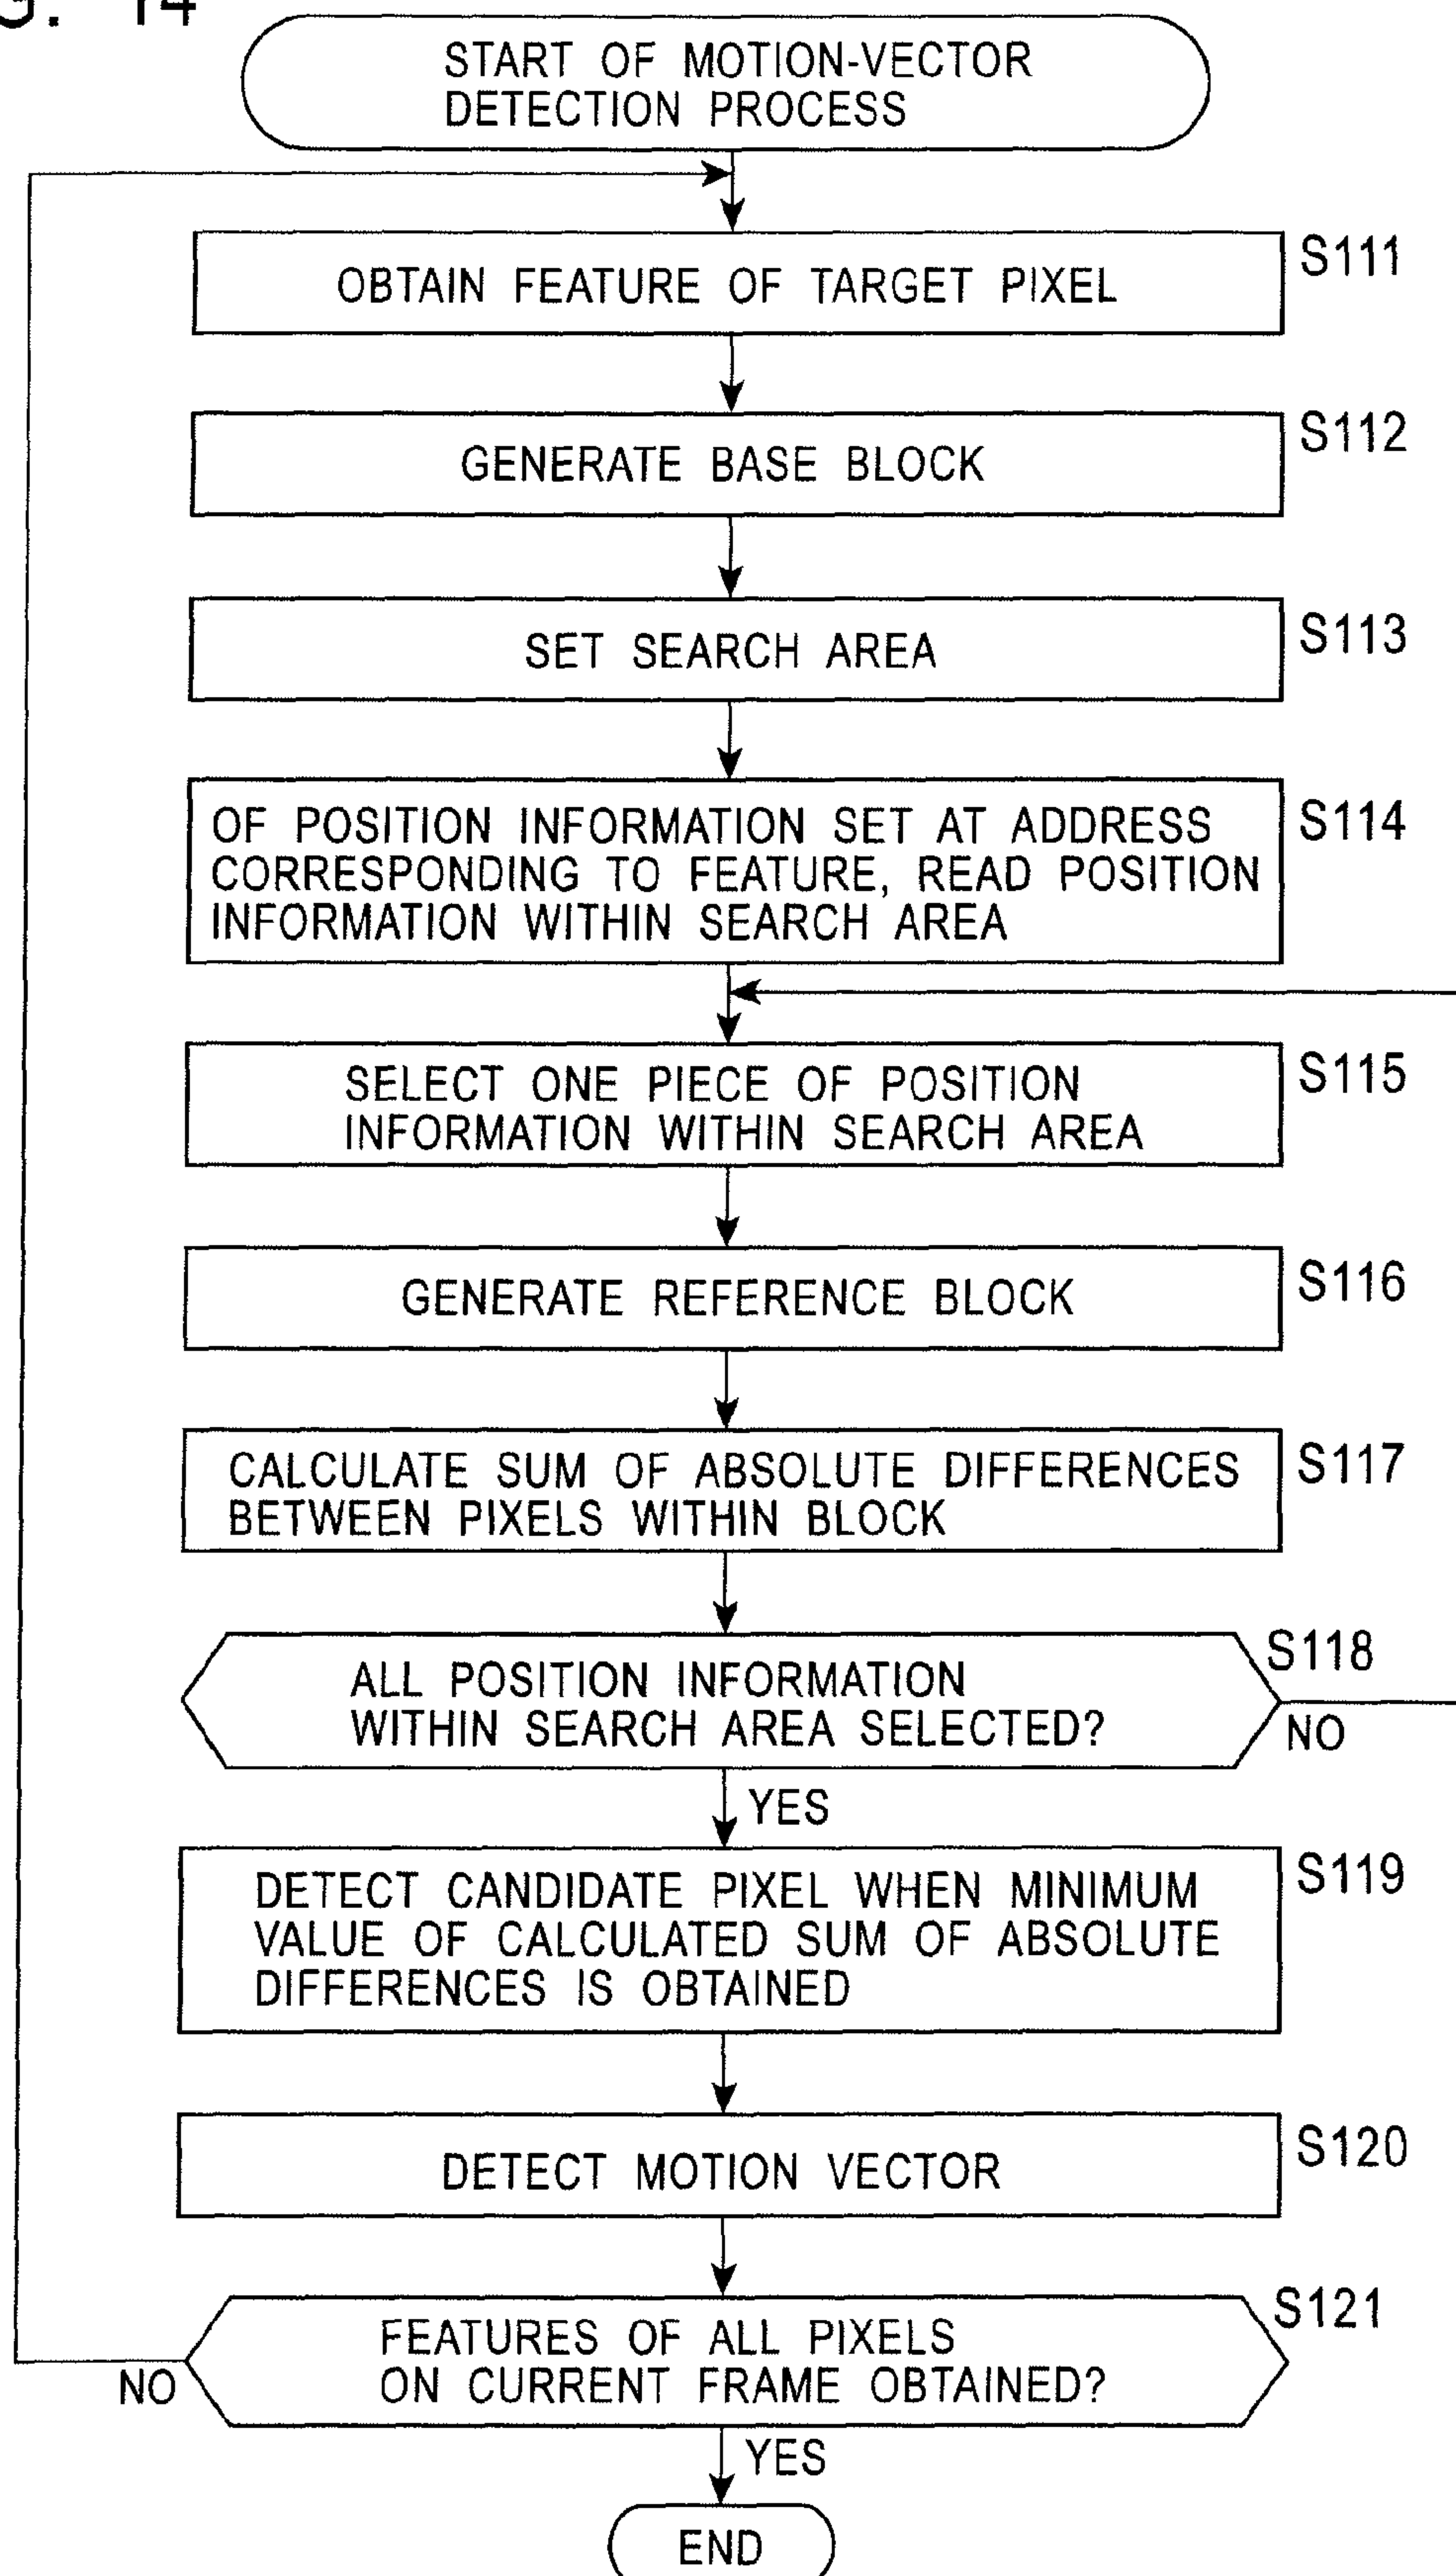 G. 14
START OF MOTION-VECTOR
DETECTION PROCESS
OBTAIN FEATURE OF TARGET PIXEL
S111
GENERATE BASE BLOCK
S112
SET SEARCH AREA
S113
OF POSITION INFORMATION SET AT ADDRESS
CORRESPONDING TO FEATURE, READ POSITION
INFORMATION WITHIN SEARCH AREA
S114
SELECT ONE PIECE OF POSITION
INFORMATION WITHIN SEARCH AREA
S115
GENERATE REFERENCE BLOCK
S116
CALCULATE SUM OF ABSOLUTE DIFFERENCES
BETWEEN PIXELS WITHIN BLOCK
S117
ALL POSITION INFORMATION
WITHIN SEARCH AREA SELECTED?
S118
NO
YES
DETECT CANDIDATE PIXEL WHEN MINIMUM
VALUE OF CALCULATED SUM OF ABSOLUTE
DIFFERENCES IS OBTAINED
S119
DETECT MOTION VECTOR
S120
FEATURES OF ALL PIXELS
ON CURRENT FRAME OBTAINED?
S121
NO
YES
END